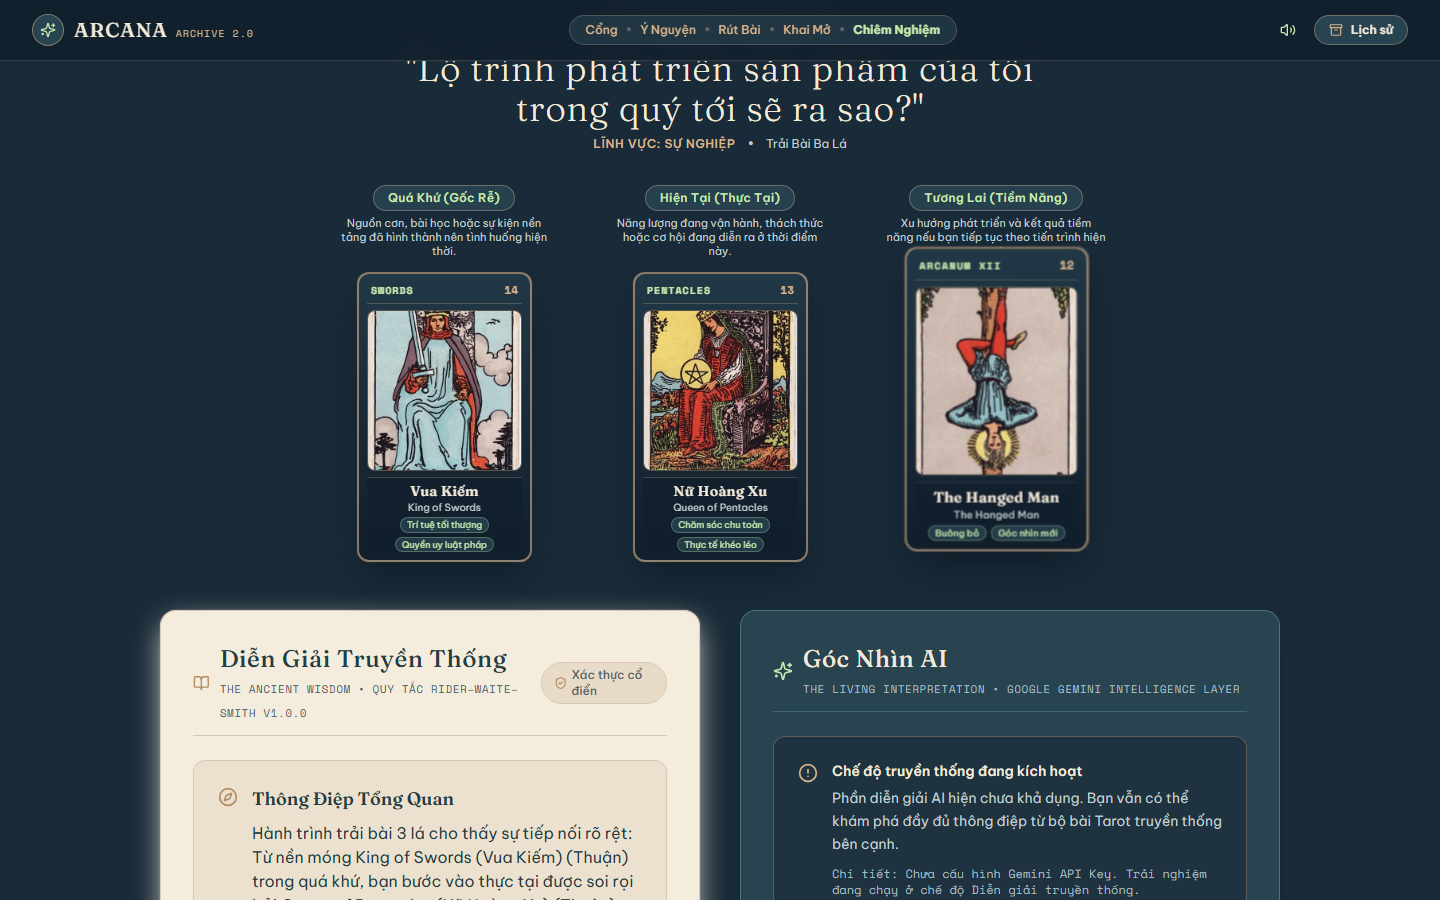 ARCANA ARCHIVE 2.0
Cổng • Ý Nguyện • Rút Bài • Khai Mở • Chiêm Nghiệm
Lịch sử
"Lộ trình phát triển sản phẩm của tôi
trong quý tới sẽ ra sao?"
LĨNH VỰC: SỰ NGHIỆP • Trải Bài Ba Lá
Quá Khứ (Gốc Rễ)
Nguồn cơn, bài học hoặc sự kiện nền
tảng đã hình thành nên tình huống hiện
thời.
SWORDS 14
Vua Kiếm
King of Swords
Trí tuệ tối thượng
Quyền uy luật pháp
Hiện Tại (Thực Tại)
Năng lượng đang vận hành, thách thức
hoặc cơ hội đang diễn ra ở thời điểm
này.
PENTACLES 13
Nữ Hoàng Xu
Queen of Pentacles
Chăm sóc chu toàn
Thực tế khéo léo
Tương Lai (Tiềm Năng)
Xu hướng phát triển và kết quả tiềm
năng nếu bạn tiếp tục theo tiến trình hiện
ARCANUM XII 12
The Hanged Man
The Hanged Man
Buông bỏ Góc nhìn mới
Diễn Giải Truyền Thống
THE ANCIENT WISDOM • QUY TẮC RIDER-WAITE-
SMITH V1.0.0
Xác thực cổ
điển
Thông Điệp Tổng Quan
Hành trình trải bài 3 lá cho thấy sự tiếp nối rõ rệt:
Từ nền móng King of Swords (Vua Kiếm) (Thuận)
trong quá khứ, bạn bước vào thực tại được soi rọi
Góc Nhìn AI
THE LIVING INTERPRETATION • GOOGLE GEMINI INTELLIGENCE LAYER
Chế độ truyền thống đang kích hoạt
Phần diễn giải AI hiện chưa khả dụng. Bạn vẫn có thể
khám phá đầy đủ thông điệp từ bộ bài Tarot truyền thống
bên cạnh.
Chi tiết: Chưa cấu hình Gemini API Key. Trải nghiệm
đang chạy ở chế độ Diễn giải truyền thống.